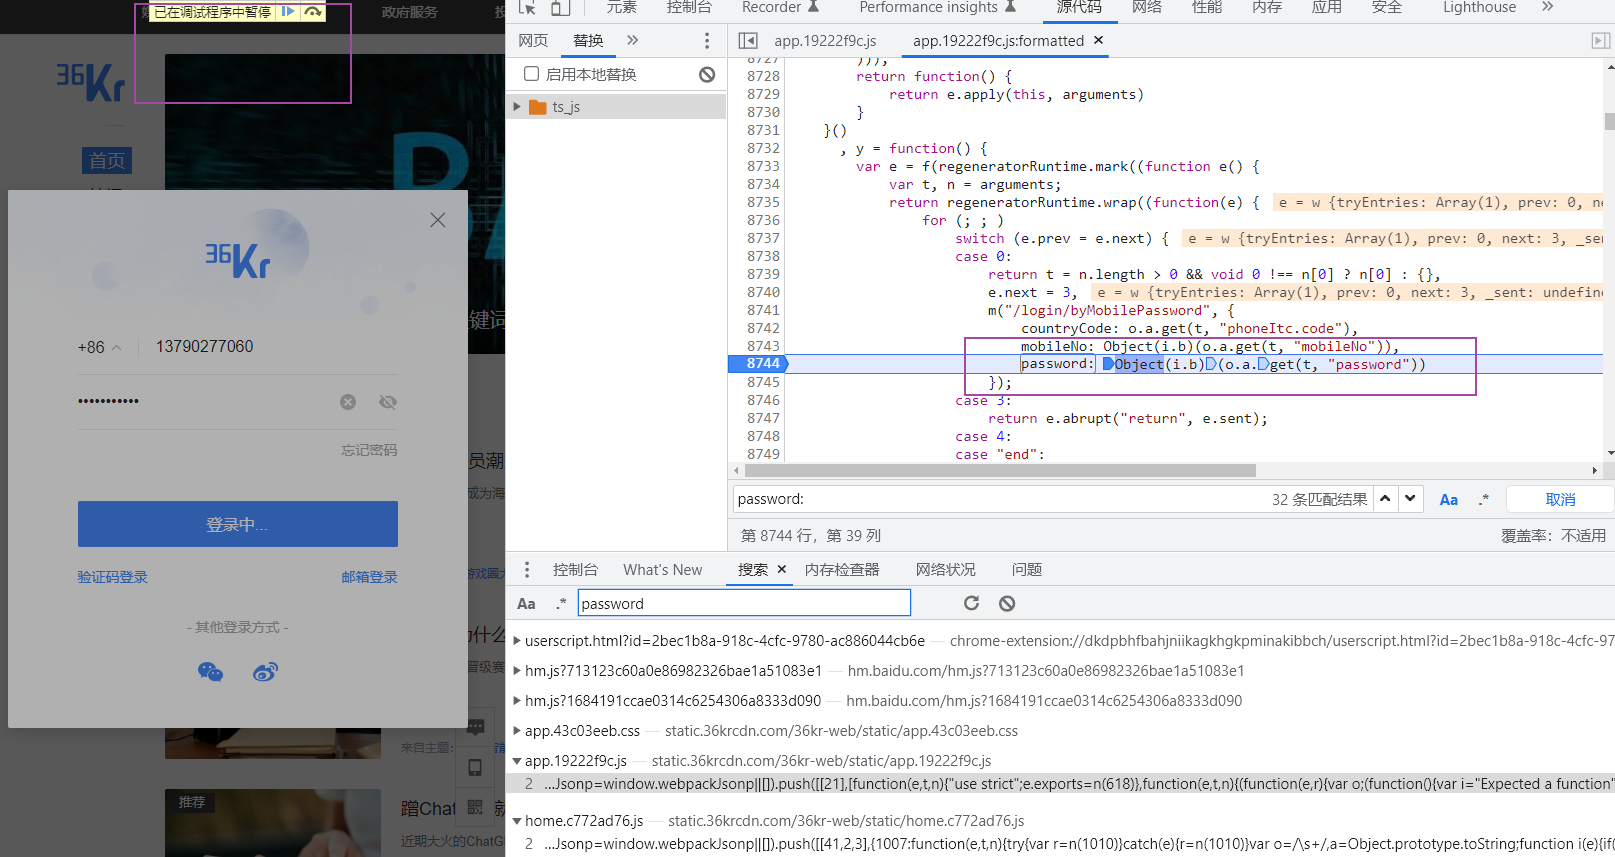 已在调试程序中暂停
政府服务
36Kr
首页
36Kr
+86
13790277060
•••••••••••
忘记密码
登录中...
验证码登录
邮箱登录
- 其他登录方式 -
来自主题:
推荐
蹭Chat
近期大火的ChatG
元素
控制台
Recorder
Performance insights
源代码
网络
性能
内存
应用
安全
Lighthouse
网页
替换
app.19222f9c.js
app.19222f9c.js:formatted
启用本地替换
ts_js
8727 })),
8728 return function() {
8729 return e.apply(this, arguments)
8730 }
8731 }()
8732 , y = function() {
8733 var e = f(regeneratorRuntime.mark((function e() {
8734 var t, n = arguments;
8735 return regeneratorRuntime.wrap((function(e) { e = w {tryEntries: Array(1), prev: 0, ne
8736 for (; ; )
8737 switch (e.prev = e.next) { e = w {tryEntries: Array(1), prev: 0, next: 3, _sen
8738 case 0:
8739 return t = n.length > 0 && void 0 !== n[0] ? n[0] : {},
8740 e.next = 3, e = w {tryEntries: Array(1), prev: 0, next: 3, _sent: undefine
8741 m("/login/byMobilePassword", {
8742 countryCode: o.a.get(t, "phoneItc.code"),
8743 mobileNo: Object(i.b)(o.a.get(t, "mobileNo")),
8744 password: Object(i.b)(o.a.get(t, "password"))
8745 });
8746 case 3:
8747 return e.abrupt("return", e.sent);
8748 case 4:
8749 case "end":
password:
32 条匹配结果
Aa
.*
取消
第 8744 行，第 39 列
覆盖率：不适用
控制台
What's New
搜索
内存检查器
网络状况
问题
Aa
.*
password
userscript.html?id=2bec1b8a-918c-4cfc-9780-ac886044cb6e — chrome-extension://dkdpbhfbahjniikagkhgkpminakibbch/userscript.html?id=2bec1b8a-918c-4cfc-97
hm.js?713123c60a0e86982326bae1a51083e1 — hm.baidu.com/hm.js?713123c60a0e86982326bae1a51083e1
hm.js?1684191ccae0314c6254306a8333d090 — hm.baidu.com/hm.js?1684191ccae0314c6254306a8333d090
app.43c03eeb.css — static.36krcdn.com/36kr-web/static/app.43c03eeb.css
app.19222f9c.js — static.36krcdn.com/36kr-web/static/app.19222f9c.js
2 …Jsonp=window.webpackJsonp||[]).push([[21],[function(e,t,n){"use strict";e.exports=n(618)},function(e,t,n){(function(e,r){var o;(function(){var i="Expected a function"
home.c772ad76.js — static.36krcdn.com/36kr-web/static/home.c772ad76.js
2 …Jsonp=window.webpackJsonp||[]).push([[41,2,3],{1007:function(e,t,n){try{var r=n(1010)}catch(e){r=n(1010)}var o=/\s+/,a=Object.prototype.toString;function i(e){if(